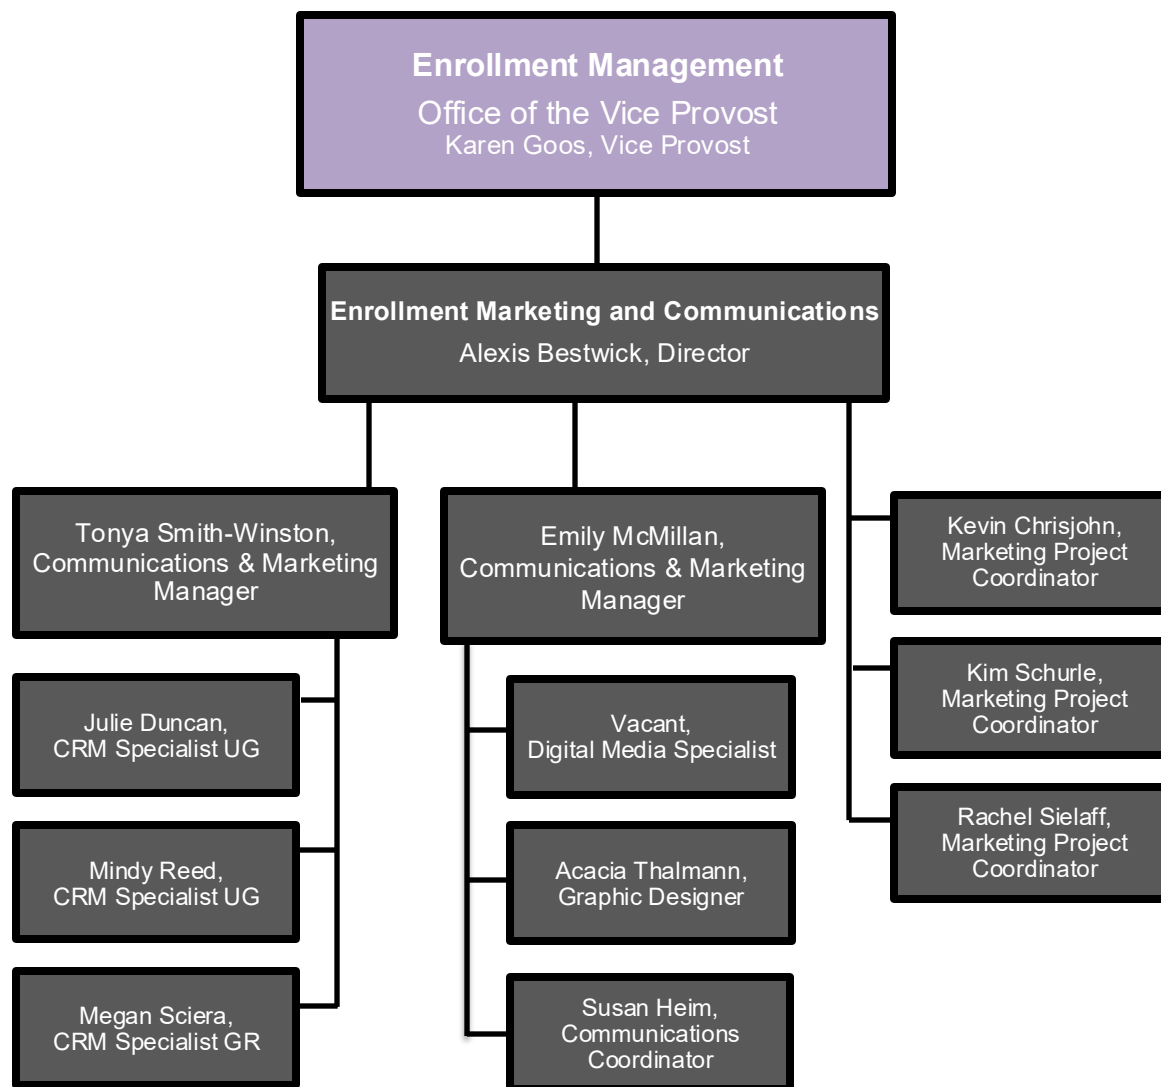 Enrollment Management
Office of the Vice Provost
Karen Goos, Vice Provost
Enrollment Marketing and Communications
Alexis Bestwick, Director
Tonya Smith-Winston,
Communications & Marketing
Manager
Julie Duncan,
CRM Specialist UG
Mindy Reed,
CRM Specialist UG
Megan Sciera,
CRM Specialist GR
Emily McMillan,
Communications & Marketing
Manager
Vacant,
Digital Media Specialist
Acacia Thalmann,
Graphic Designer
Susan Heim,
Communications
Coordinator
Kevin Chrisjohn,
Marketing Project
Coordinator
Kim Schurle,
Marketing Project
Coordinator
Rachel Sielaff,
Marketing Project
Coordinator